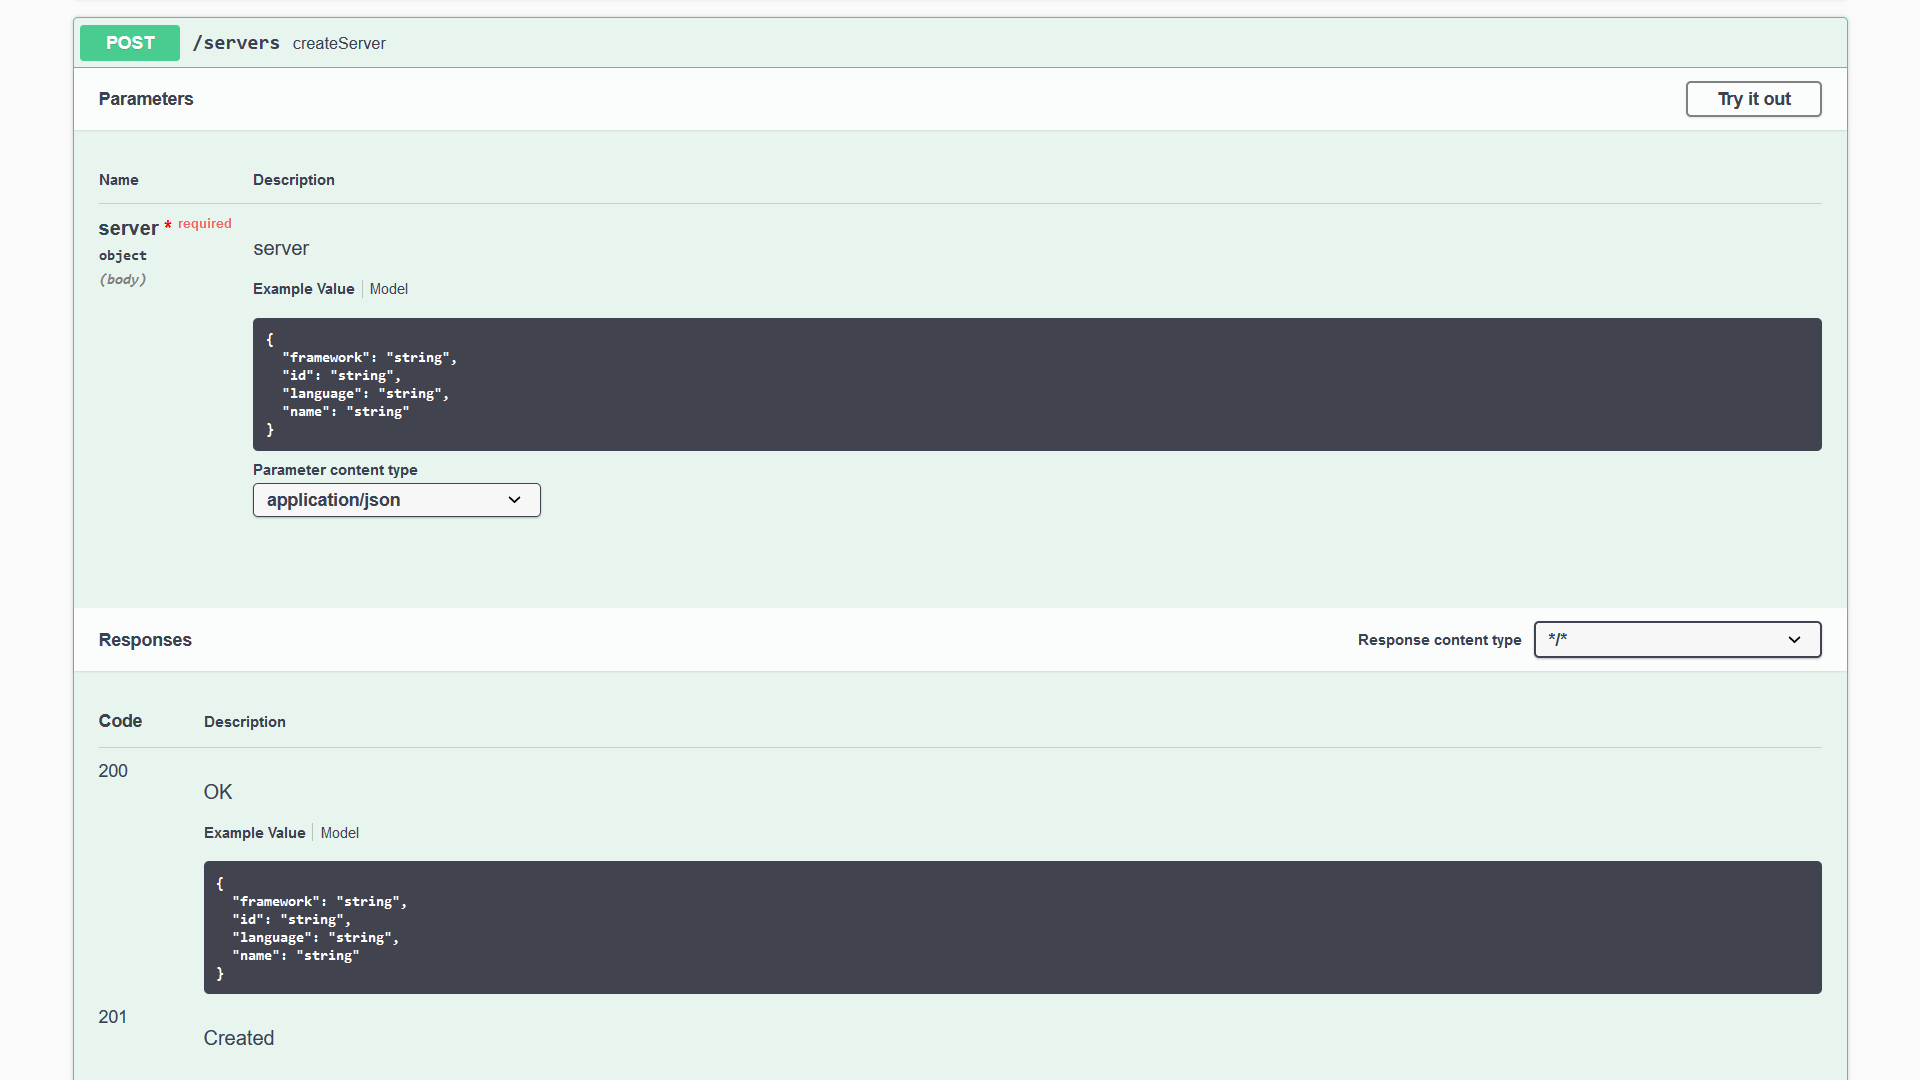 POST /servers createServer
Parameters
Try it out
Name Description
server * required
object
(body)
server
Example Value Model
{
  "framework": "string",
  "id": "string",
  "language": "string",
  "name": "string"
}
Parameter content type
application/json
Responses
Response content type */*
Code Description
200
OK
Example Value Model
{
  "framework": "string",
  "id": "string",
  "language": "string",
  "name": "string"
}
201
Created